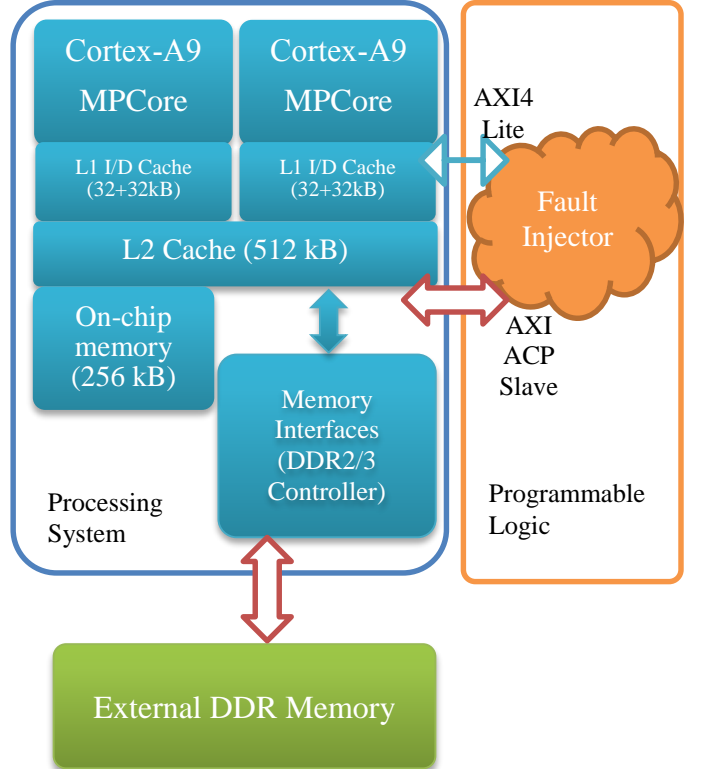 Cortex-A9
MPCore
Cortex-A9
MPCore
AXI4
Lite
L1 I/D Cache
(32+32kB)
L1 I/D Cache
(32+32kB)
Fault
Injector
L2 Cache (512 kB)
On-chip
memory
(256 kB)
AXI
ACP
Slave
Memory
Interfaces
(DDR2/3
Controller)
Processing
System
Programmable
Logic
External DDR Memory